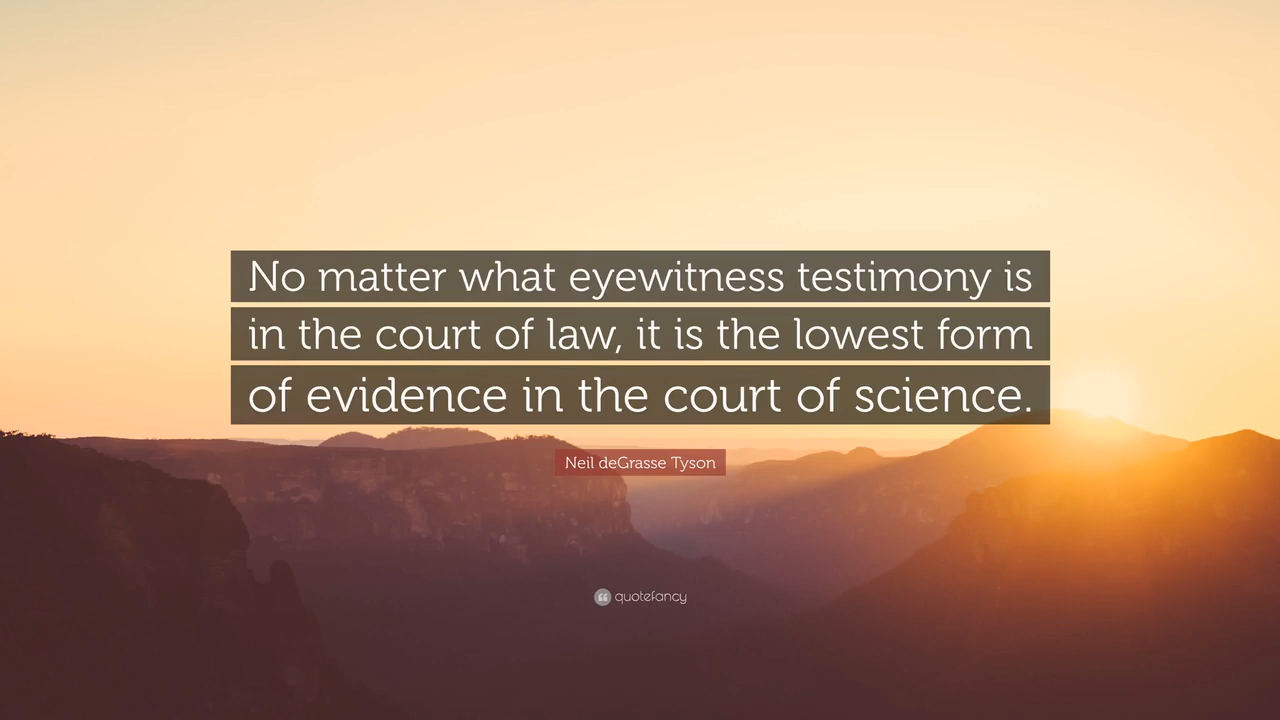 No matter what eyewitness testimony is
in the court of law, it is the lowest form
of evidence in the court of science.
Neil deGrasse Tyson
quotefancy